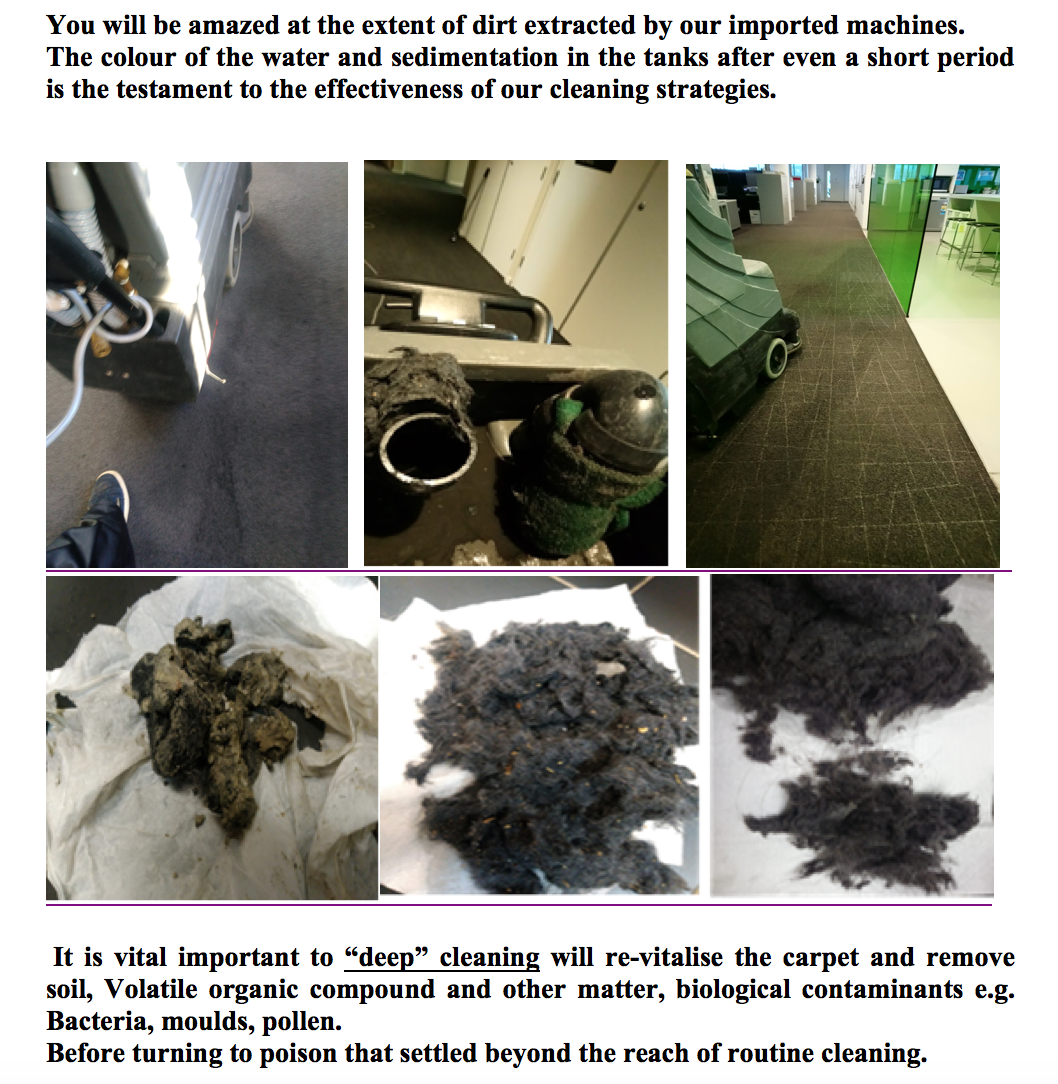 You will be amazed at the extent of dirt extracted by our imported machines.
The colour of the water and sedimentation in the tanks after even a short period
is the testament to the effectiveness of our cleaning strategies.
It is vital important to “deep” cleaning will re-vitalise the carpet and remove
soil, Volatile organic compound and other matter, biological contaminants e.g.
Bacteria, moulds, pollen.
Before turning to poison that settled beyond the reach of routine cleaning.